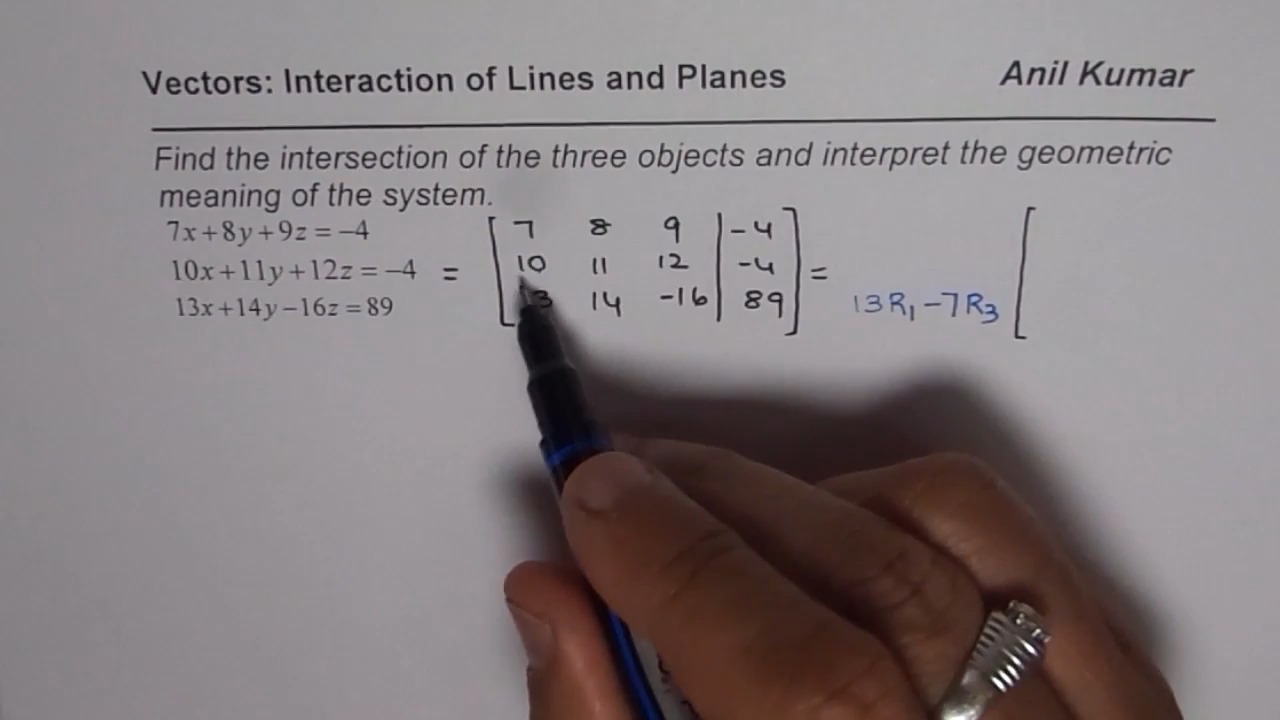 Vectors: Interaction of Lines and Planes Anil Kumar
Find the intersection of the three objects and interpret the geometric
meaning of the system.
7x+8y+9z=-4
10x+11y+12z=-4
13x+14y-16z=89
=
7 8 9 -4
10 11 12 -4
14 -16 89
=
13R₁-7R₃